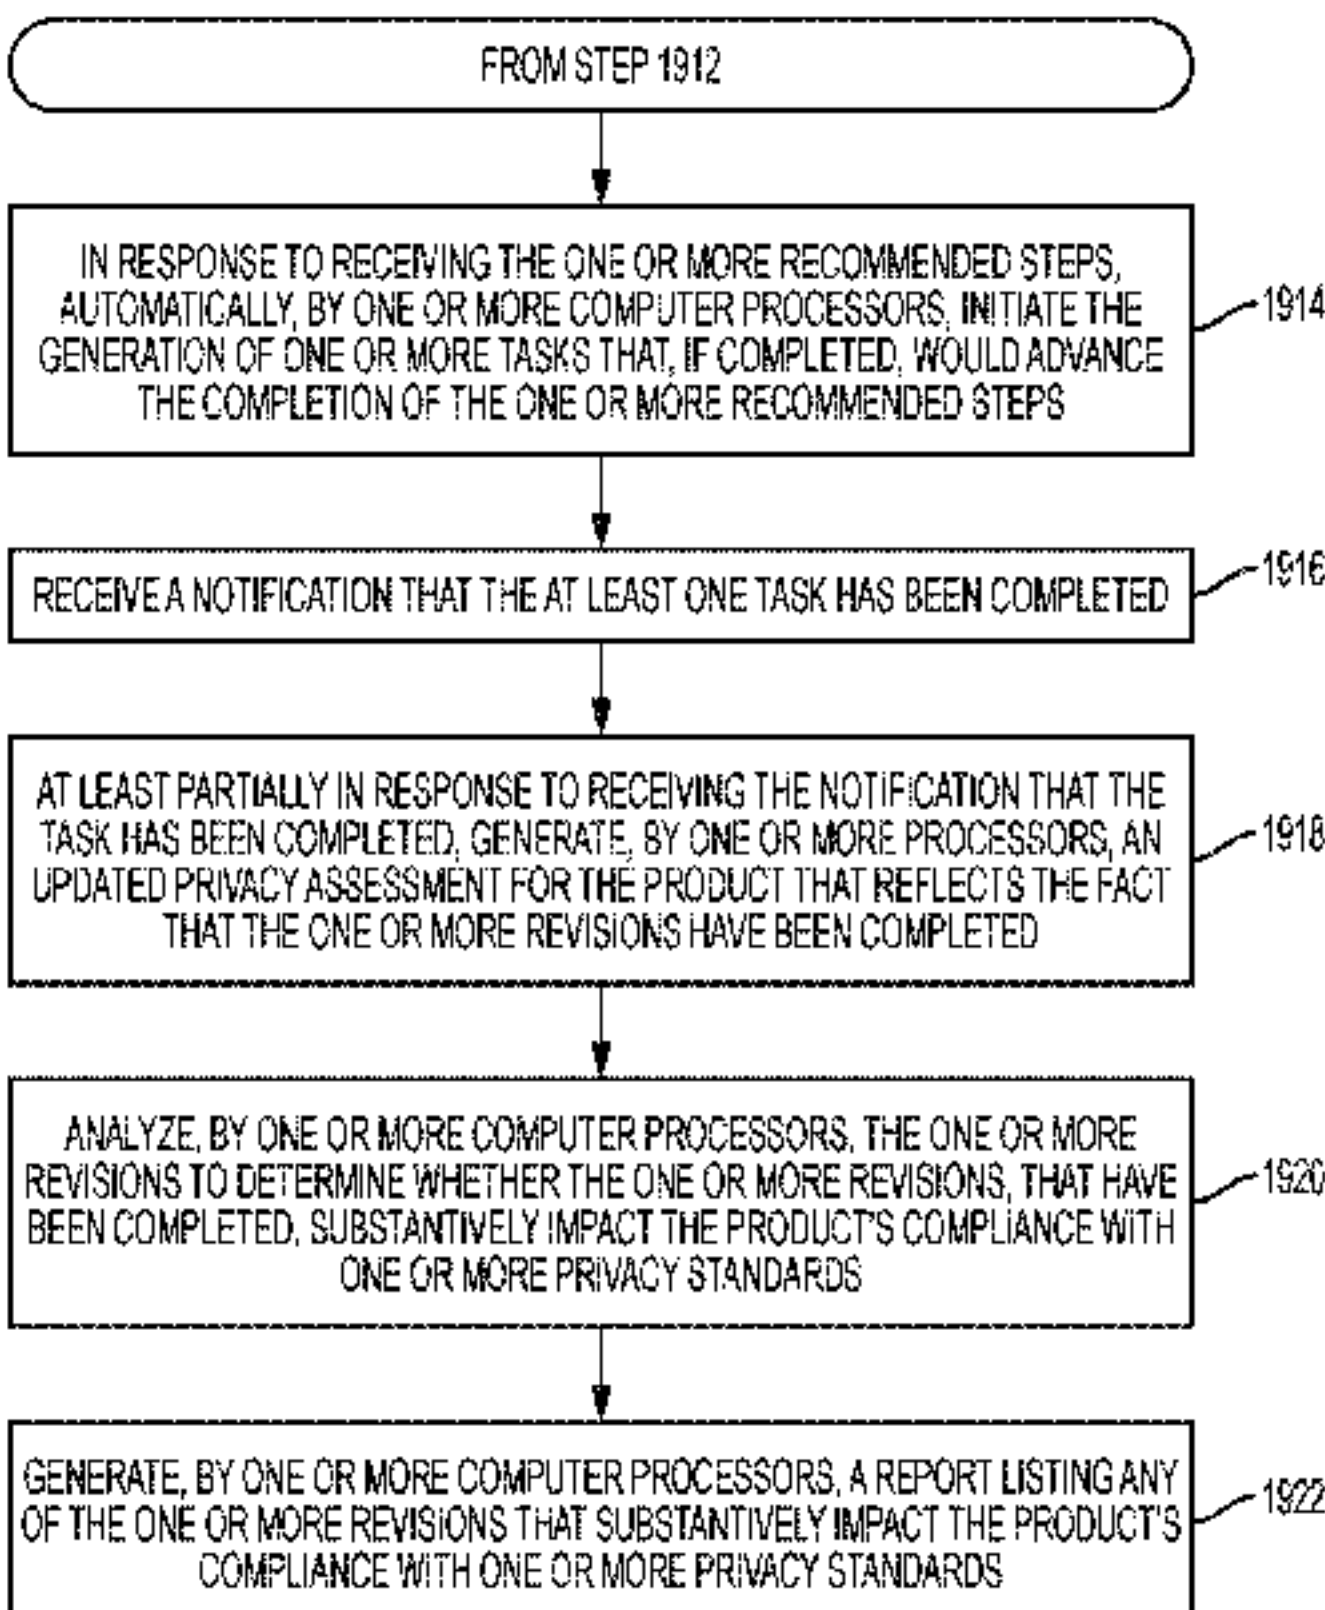 FROM STEP 1912
IN RESPONSE TO RECEIVING THE ONE OR MORE RECOMMENDED STEPS,
AUTOMATICALLY, BY ONE OR MORE COMPUTER PROCESSORS, INITIATE THE
GENERATION OF ONE OR MORE TASKS THAT, IF COMPLETED, WOULD ADVANCE
THE COMPLETION OF THE ONE OR MORE RECOMMENDED STEPS
1914
RECEIVE A NOTIFICATION THAT THE AT LEAST ONE TASK HAS BEEN COMPLETED
1916
AT LEAST PARTIALLY IN RESPONSE TO RECEIVING THE NOTIFICATION THAT THE
TASK HAS BEEN COMPLETED, GENERATE, BY ONE OR MORE PROCESSORS, AN
UPDATED PRIVACY ASSESSMENT FOR THE PRODUCT THAT REFLECTS THE FACT
THAT THE ONE OR MORE REVISIONS HAVE BEEN COMPLETED
1918
ANALYZE, BY ONE OR MORE COMPUTER PROCESSORS, THE ONE OR MORE
REVISIONS TO DETERMINE WHETHER THE ONE OR MORE REVISIONS, THAT HAVE
BEEN COMPLETED, SUBSTANTIVELY IMPACT THE PRODUCT'S COMPLIANCE WITH
ONE OR MORE PRIVACY STANDARDS
1920
GENERATE, BY ONE OR MORE COMPUTER PROCESSORS, A REPORT LISTING ANY
OF THE ONE OR MORE REVISIONS THAT SUBSTANTIVELY IMPACT THE PRODUCT'S
COMPLIANCE WITH ONE OR MORE PRIVACY STANDARDS
1922